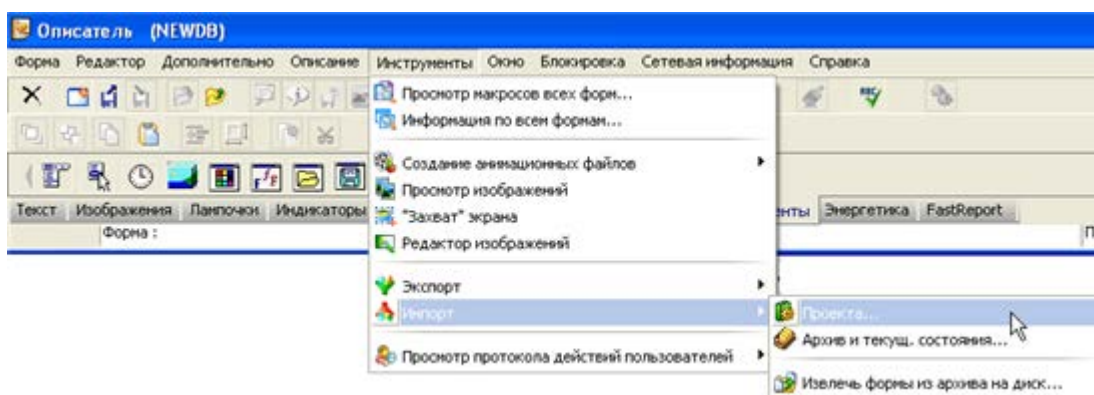 Описатель (NEWDB)
Форма Редактор Дополнительно Описание Инструменты Окно Блокировка Сетевая информация Справка
Просмотр макросов всех форм...
Информация по всем формам...
Создание анимационных файлов
Просмотр изображений
"Захват" экрана
Редактор изображений
Текст Изображения Лампочки Индикаторы Энергетика FastReport
Форма :
Экспорт
Импорт
Проекта...
Архив и текущ. состояния...
Просмотр протокола действий пользователей
Извлечь формы из архива на диск...